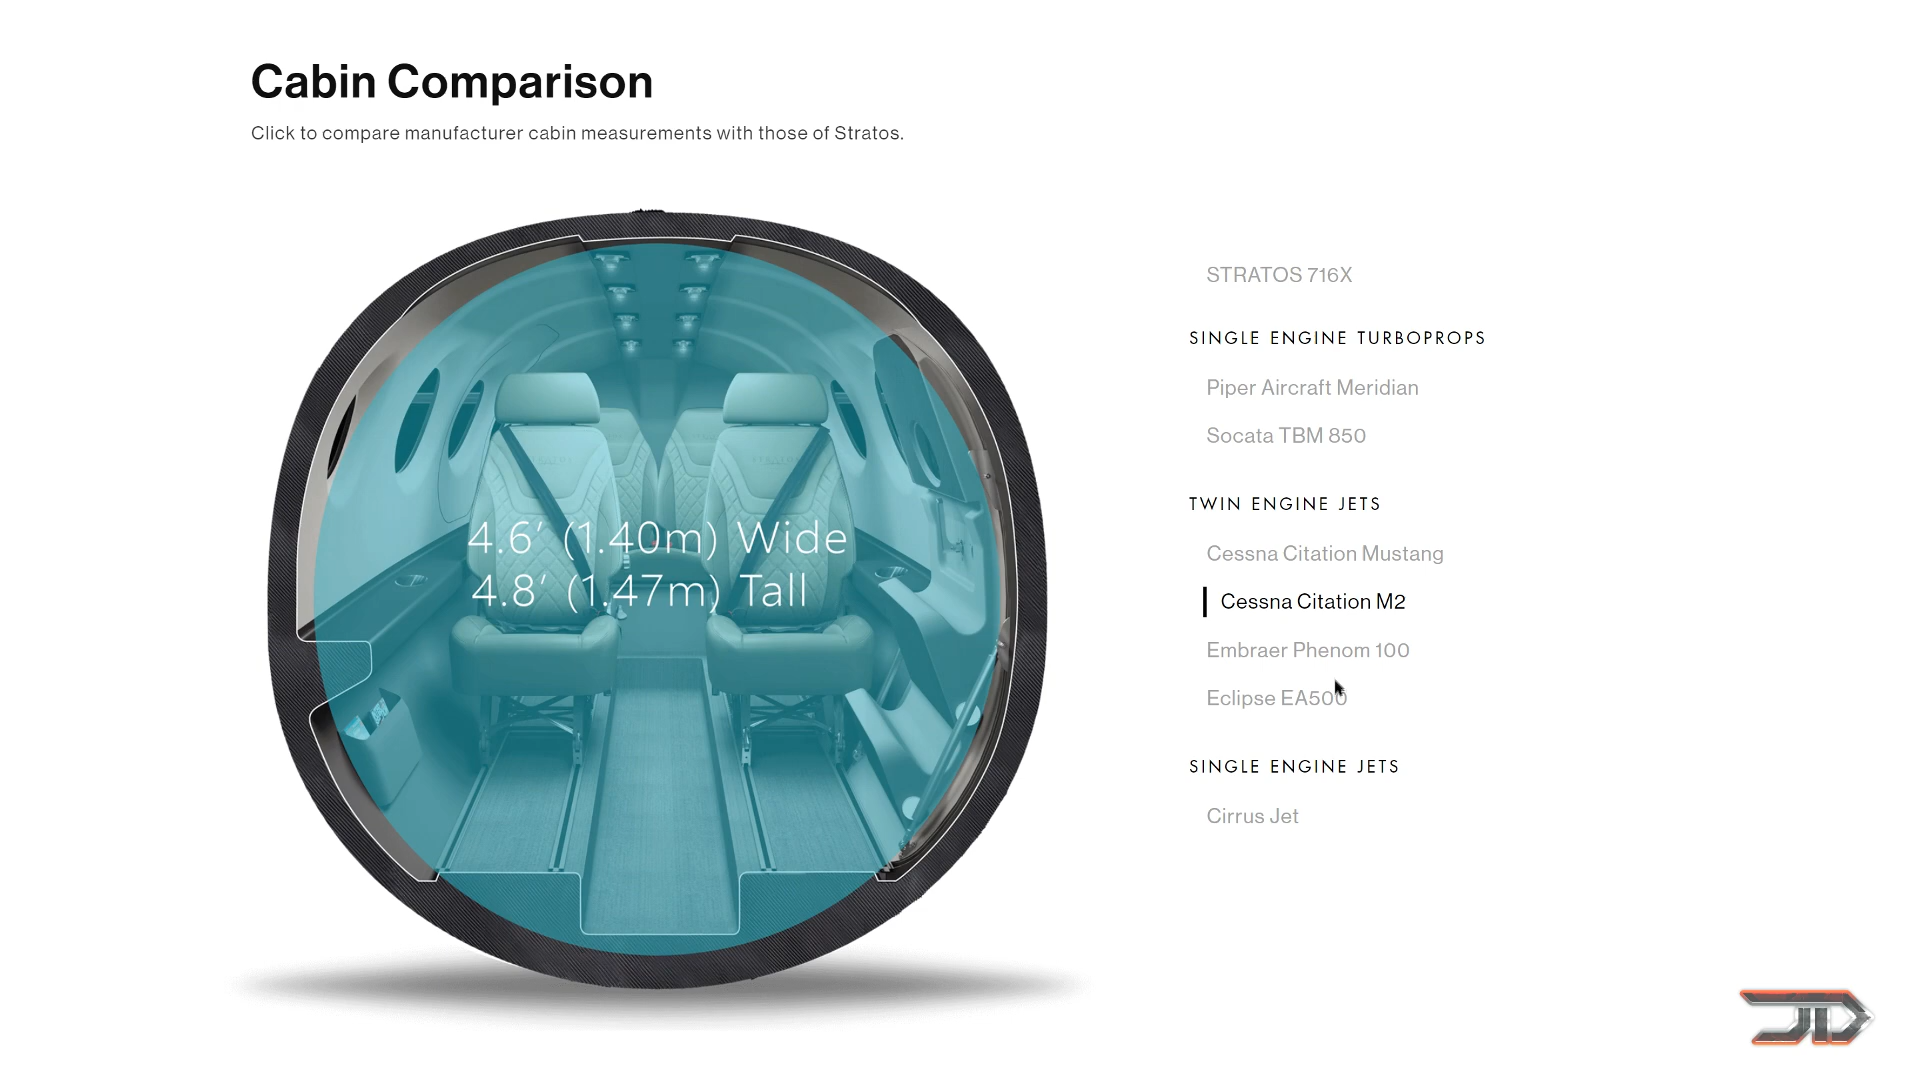 Cabin Comparison
Click to compare manufacturer cabin measurements with those of Stratos.
4.6′ (1.40m) Wide
4.8′ (1.47m) Tall
STRATOS 716X
SINGLE ENGINE TURBOPROPS
Piper Aircraft Meridian
Socata TBM 850
TWIN ENGINE JETS
Cessna Citation Mustang
Cessna Citation M2
Embraer Phenom 100
Eclipse EA500
SINGLE ENGINE JETS
Cirrus Jet
JD